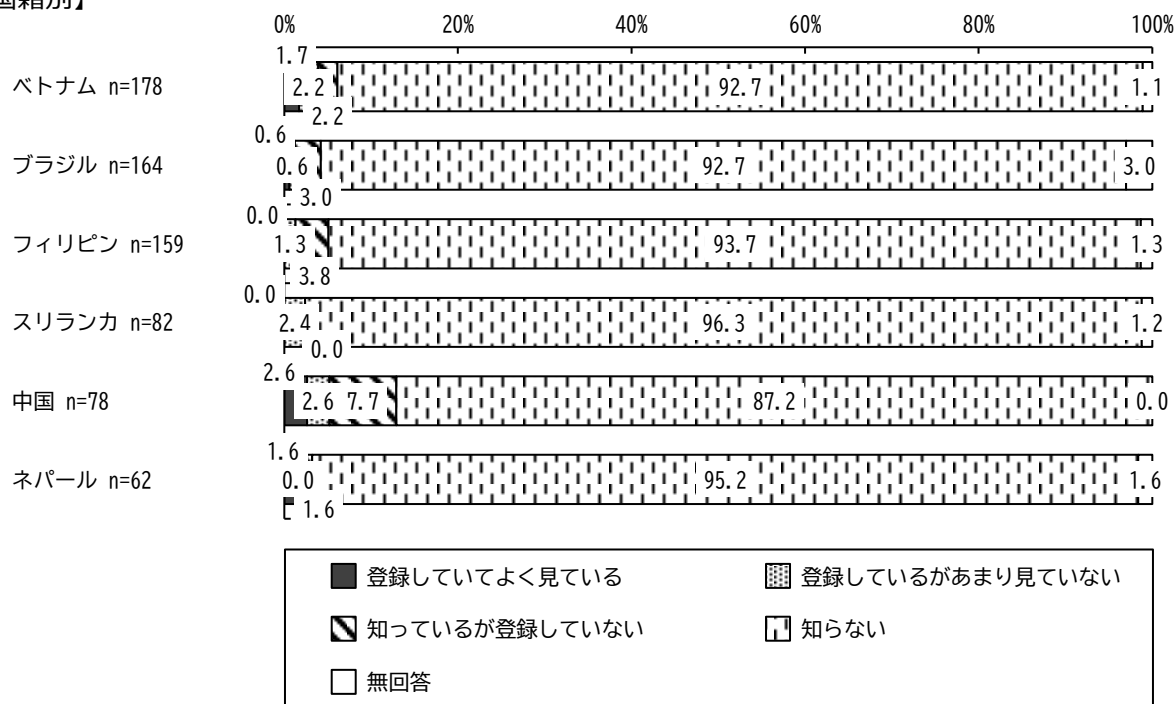 国籍別】
0% 20% 40% 60% 80% 100%
1.7
ベトナム n=178 2.2 92.7 1.1
2.2
0.6
ブラジル n=164 0.6 92.7 3.0
3.0
0.0
フィリピン n=159 1.3 93.7 1.3
3.8
0.0
スリランカ n=82 2.4 96.3 1.2
0.0
2.6
中国 n=78 2.6 7.7 87.2 0.0
1.6
ネパール n=62 0.0 95.2 1.6
1.6
登録していてよく見ている 登録しているがあまり見ていない
知っているが登録していない 知らない
無回答